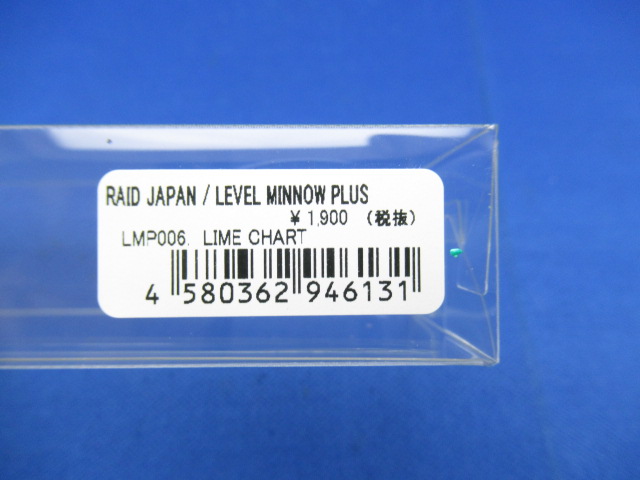 RAID JAPAN / LEVEL MINNOW PLUS
¥ 1,900 (税抜)
LMP006. LIME CHART
4 580362 946131